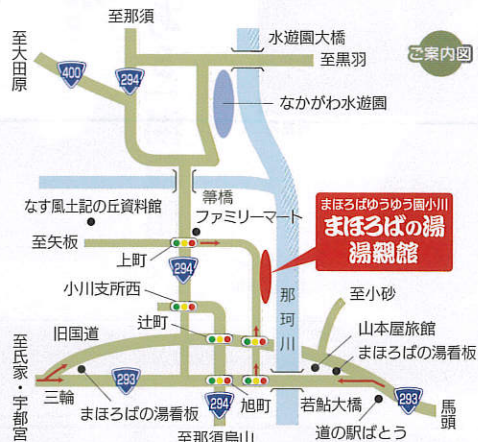 至那須
水遊園大橋
ご案内図
至大田原
400
294
至黒羽
なかがわ水遊園
箒橋
なす風土記の丘資料館
ファミリーマート
まほろばゆうゆう園小川
まほろばの湯
湯親館
至矢板
上町
294
小川支所西
那珂川
至小砂
辻町
旧国道
山本屋旅館
まほろばの湯看板
至氏家・宇都宮
293
三輪
まほろばの湯看板
294
旭町
若鮎大橋
293
馬頭
道の駅ばとう
至那須烏山